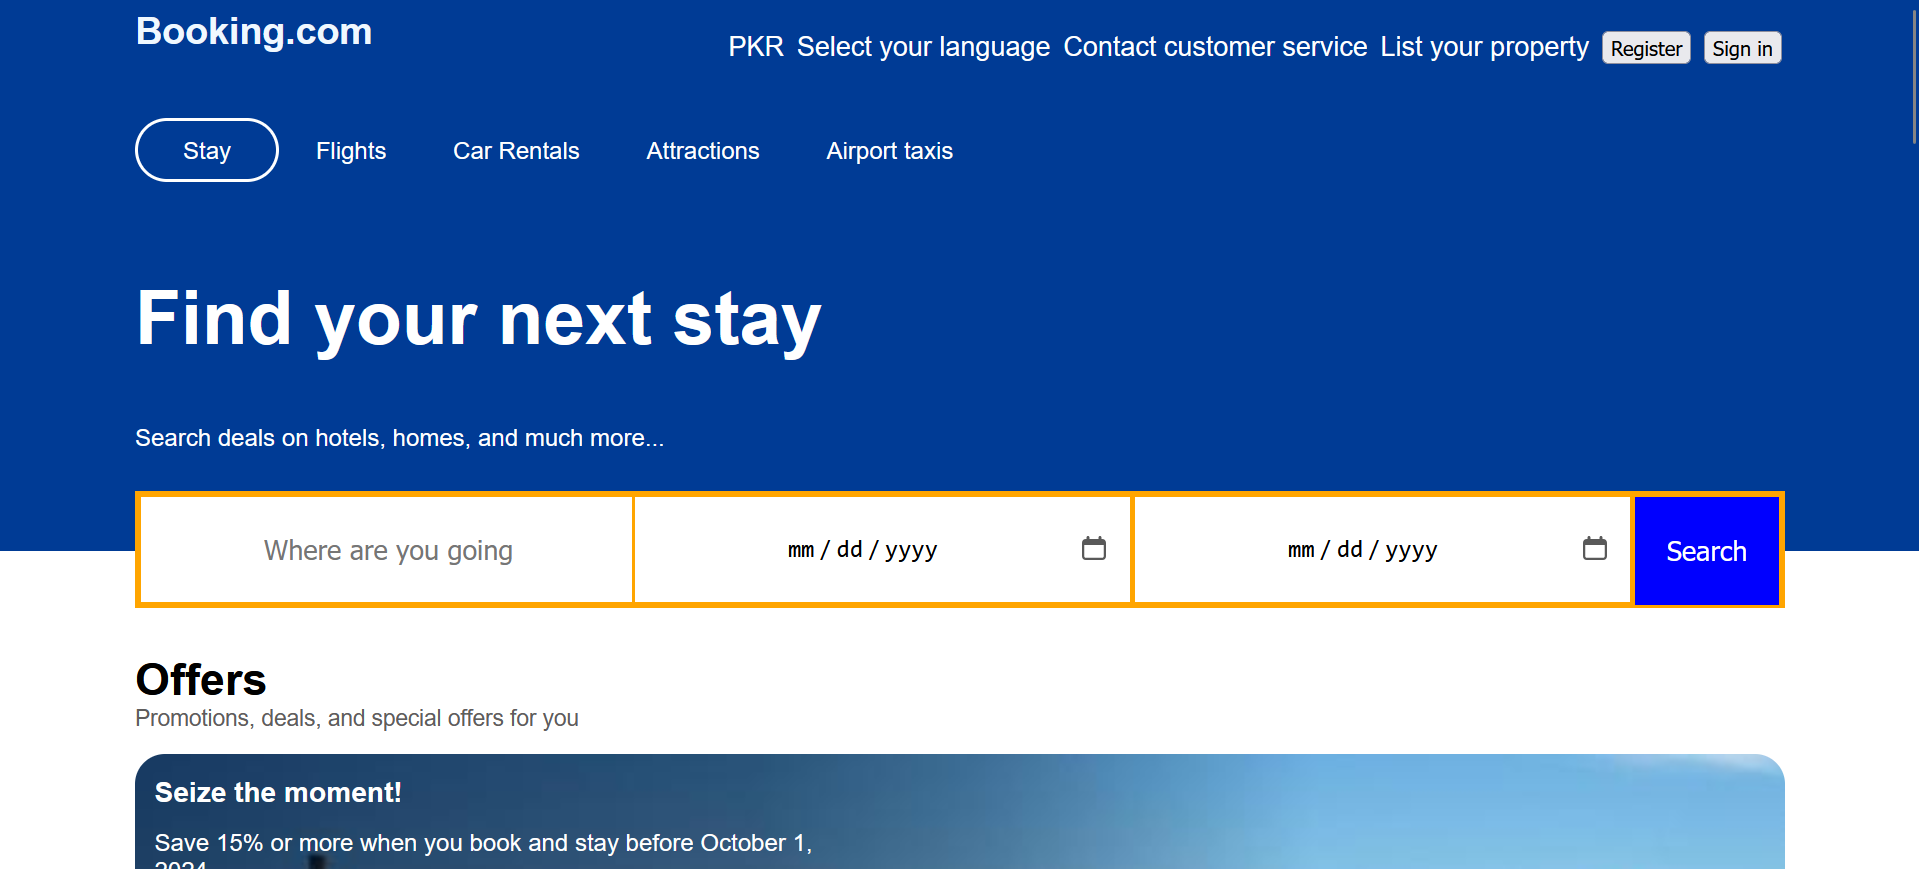 Booking.com
PKR Select your language Contact customer service List your property Register Sign in
Stay Flights Car Rentals Attractions Airport taxis
Find your next stay
Search deals on hotels, homes, and much more...
Where are you going mm/dd/yyyy mm/dd/yyyy Search
Offers
Promotions, deals, and special offers for you
Seize the moment!
Save 15% or more when you book and stay before October 1,
2024